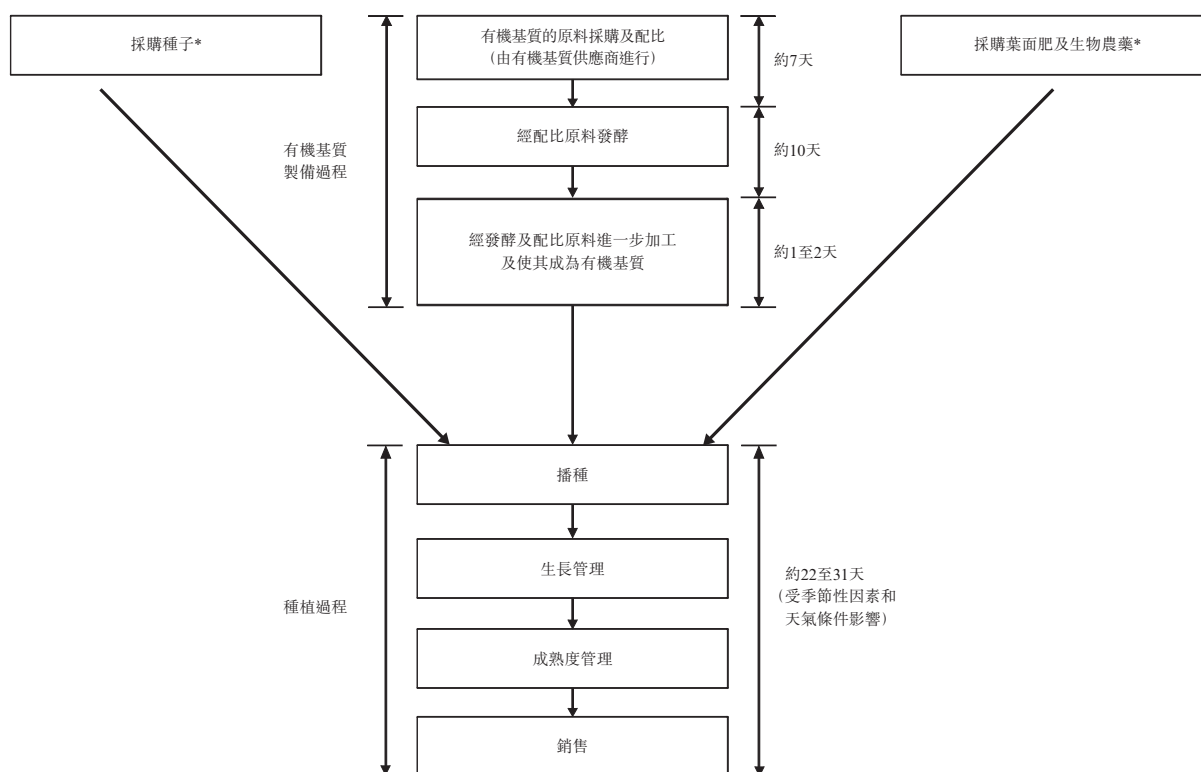 採購種子*
有機基質的原料採購及配比
(由有機基質供應商進行)
採購葉面肥及生物農藥*
約7天
經配比原料發酵
約10天
有機基質
製備過程
經發酵及配比原料進一步加工
及使其成為有機基質
約1至2天
播種
生長管理
種植過程
約22至31天
(受季節性因素和
天氣條件影響)
成熟度管理
銷售